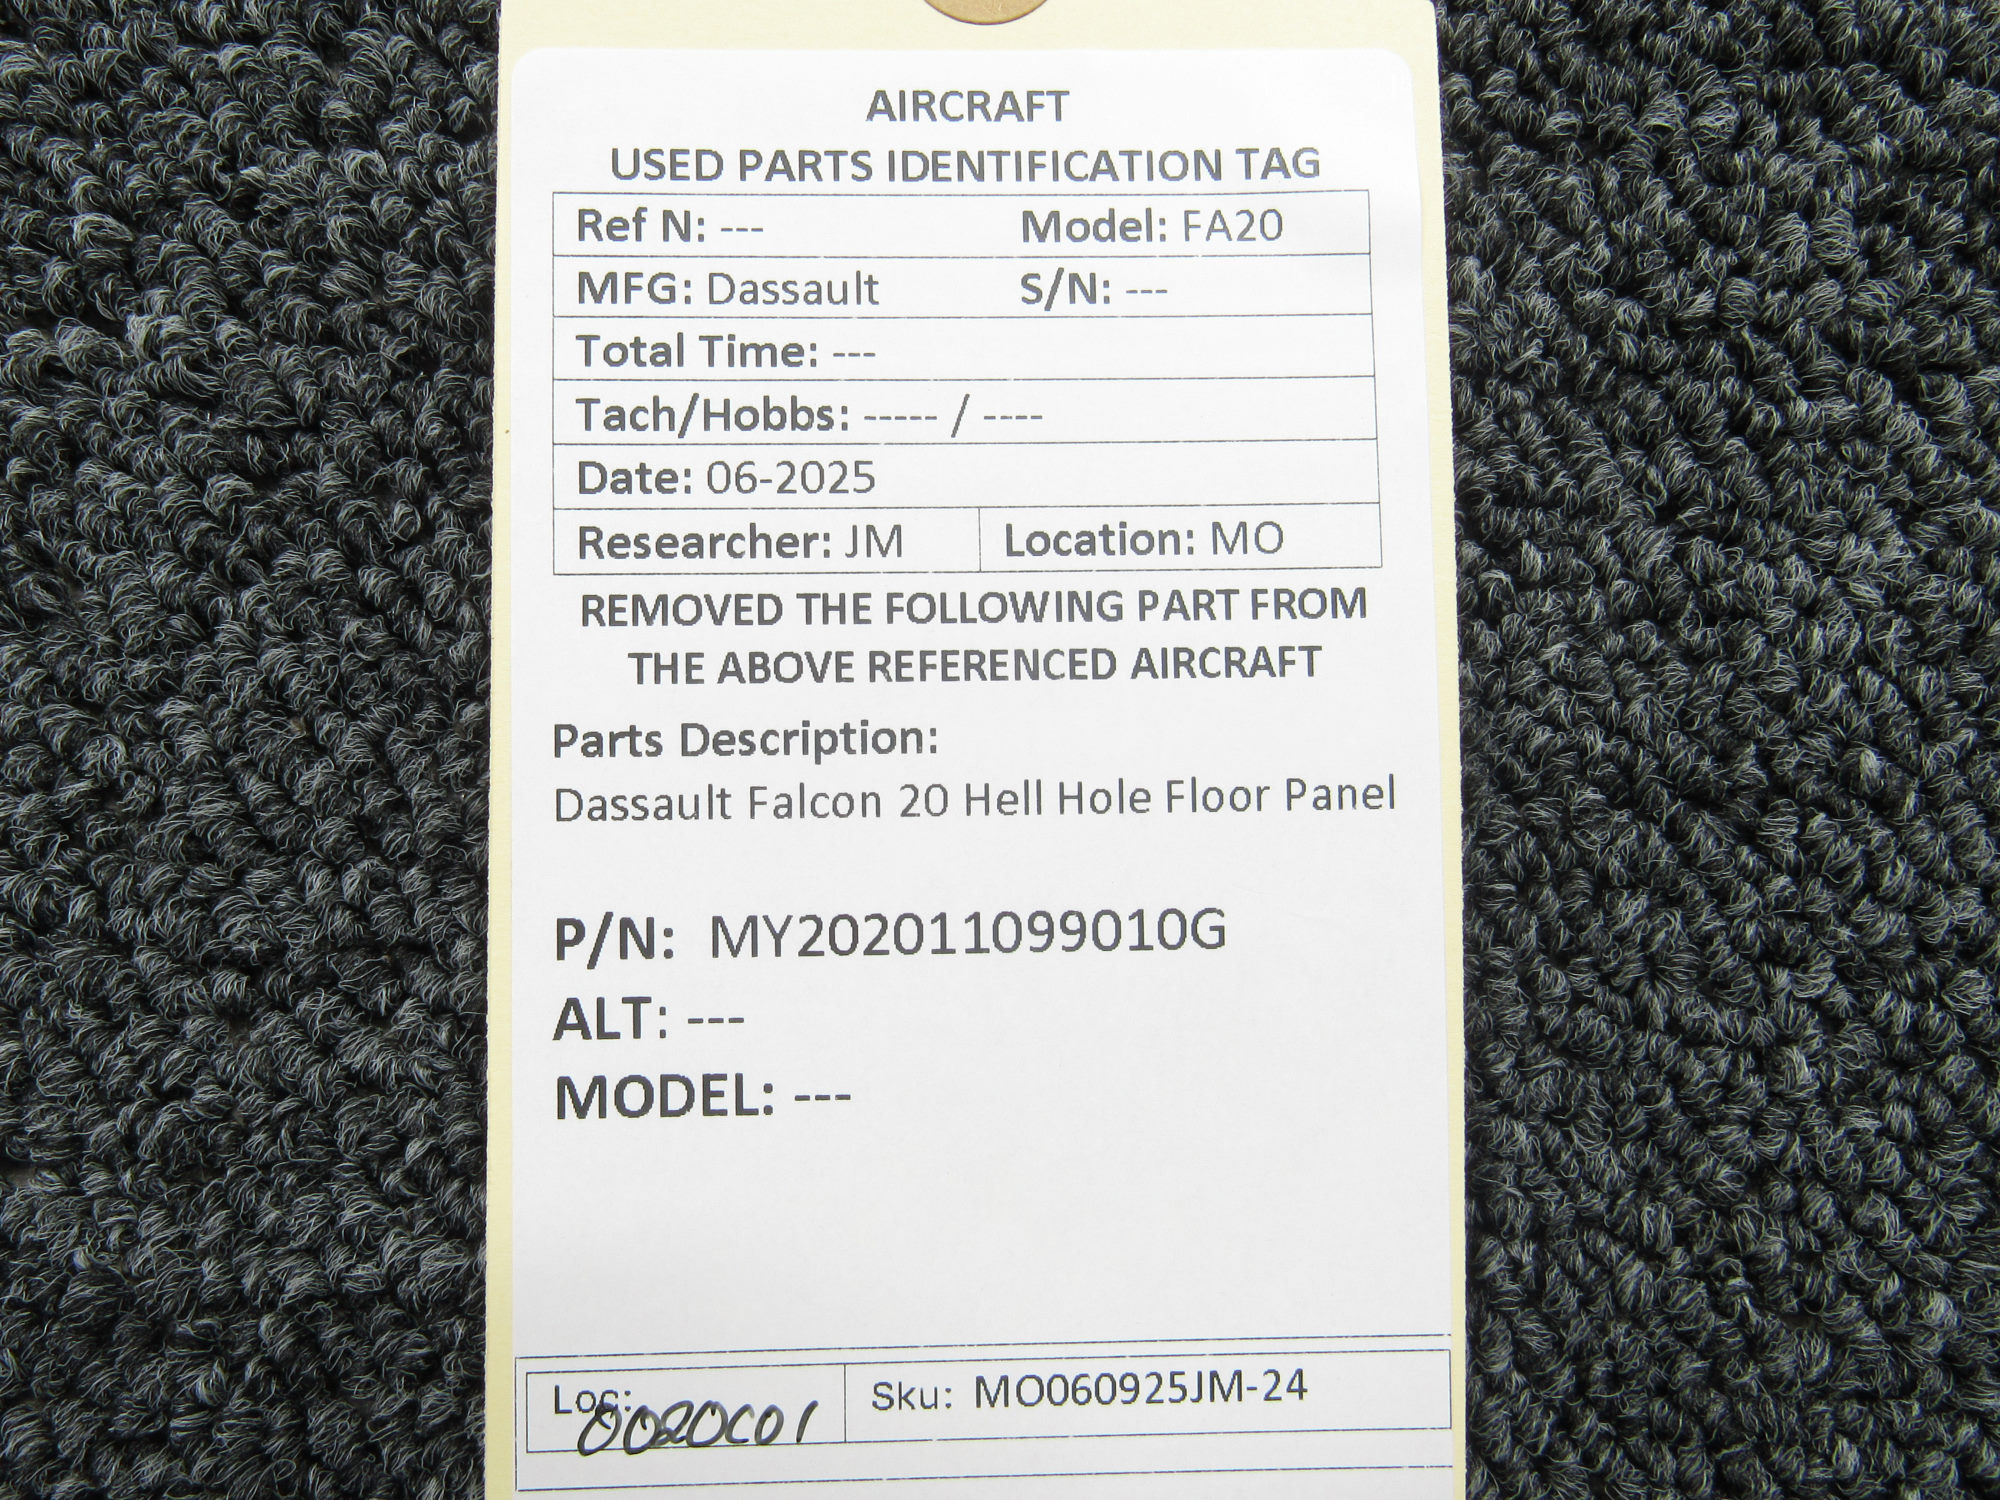 AIRCRAFT
USED PARTS IDENTIFICATION TAG
Ref N: --- Model: FA20
MFG: Dassault S/N: ---
Total Time: ---
Tach/Hobbs: ----- / ----
Date: 06-2025
Researcher: JM Location: MO
REMOVED THE FOLLOWING PART FROM
THE ABOVE REFERENCED AIRCRAFT
Parts Description:
Dassault Falcon 20 Hell Hole Floor Panel
P/N: MY202011099010G
ALT: ---
MODEL: ---
Loc: 0020C01 Sku: MO060925JM-24